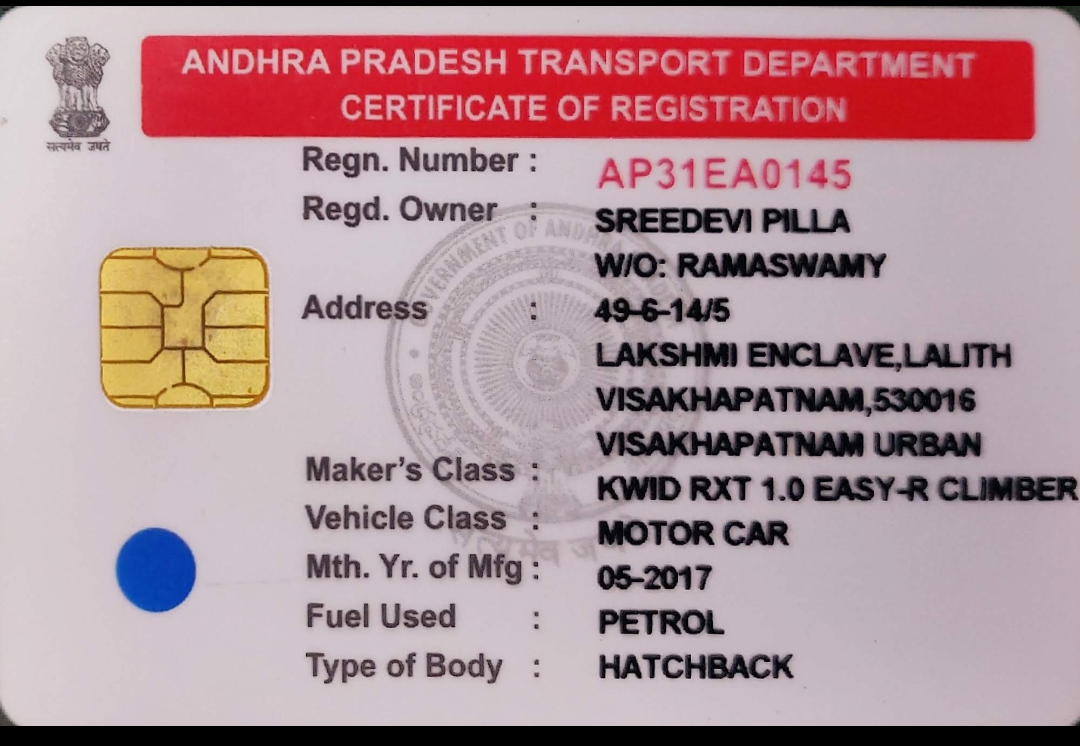 ANDHRA PRADESH TRANSPORT DEPARTMENT
CERTIFICATE OF REGISTRATION
सत्यमेव जयते
Regn. Number : AP31EA0145
Regd. Owner : SREEDEVI PILLA
W/O: RAMASWAMY
Address : 49-6-14/5
LAKSHMI ENCLAVE,LALITH
VISAKHAPATNAM,530016
VISAKHAPATNAM URBAN
Maker's Class : KWID RXT 1.0 EASY-R CLIMBER
Vehicle Class : MOTOR CAR
Mth. Yr. of Mfg : 05-2017
Fuel Used : PETROL
Type of Body : HATCHBACK
GOVERNMENT OF ANDHRA
सत्यमेव